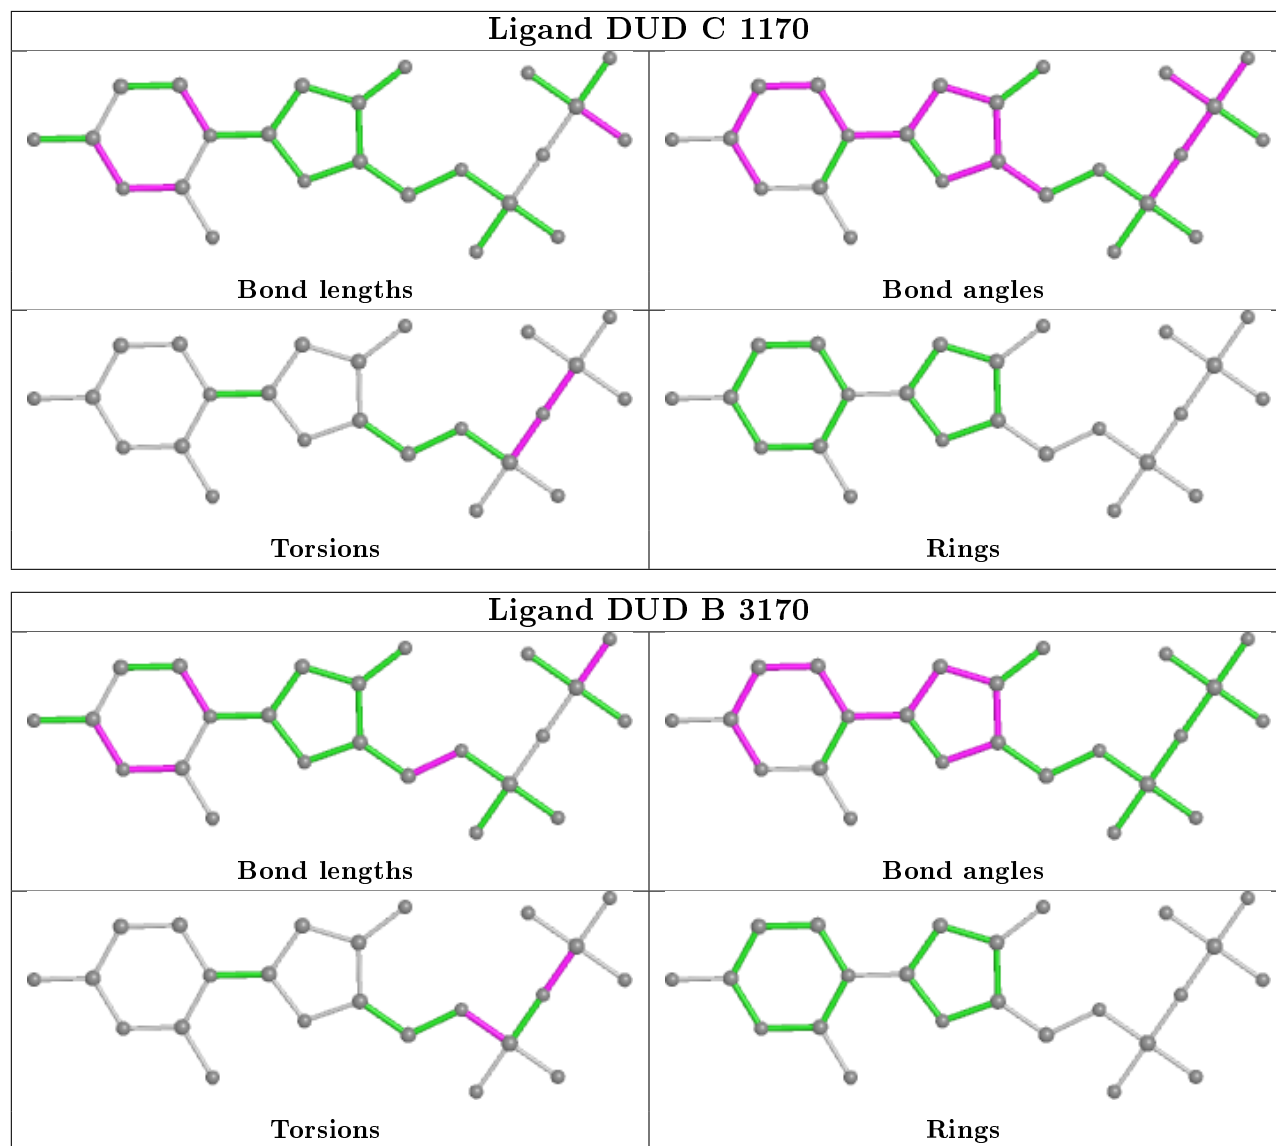 Ligand DUD C 1170
Bond lengths
Bond angles
Torsions
Rings
Ligand DUD B 3170
Bond lengths
Bond angles
Torsions
Rings